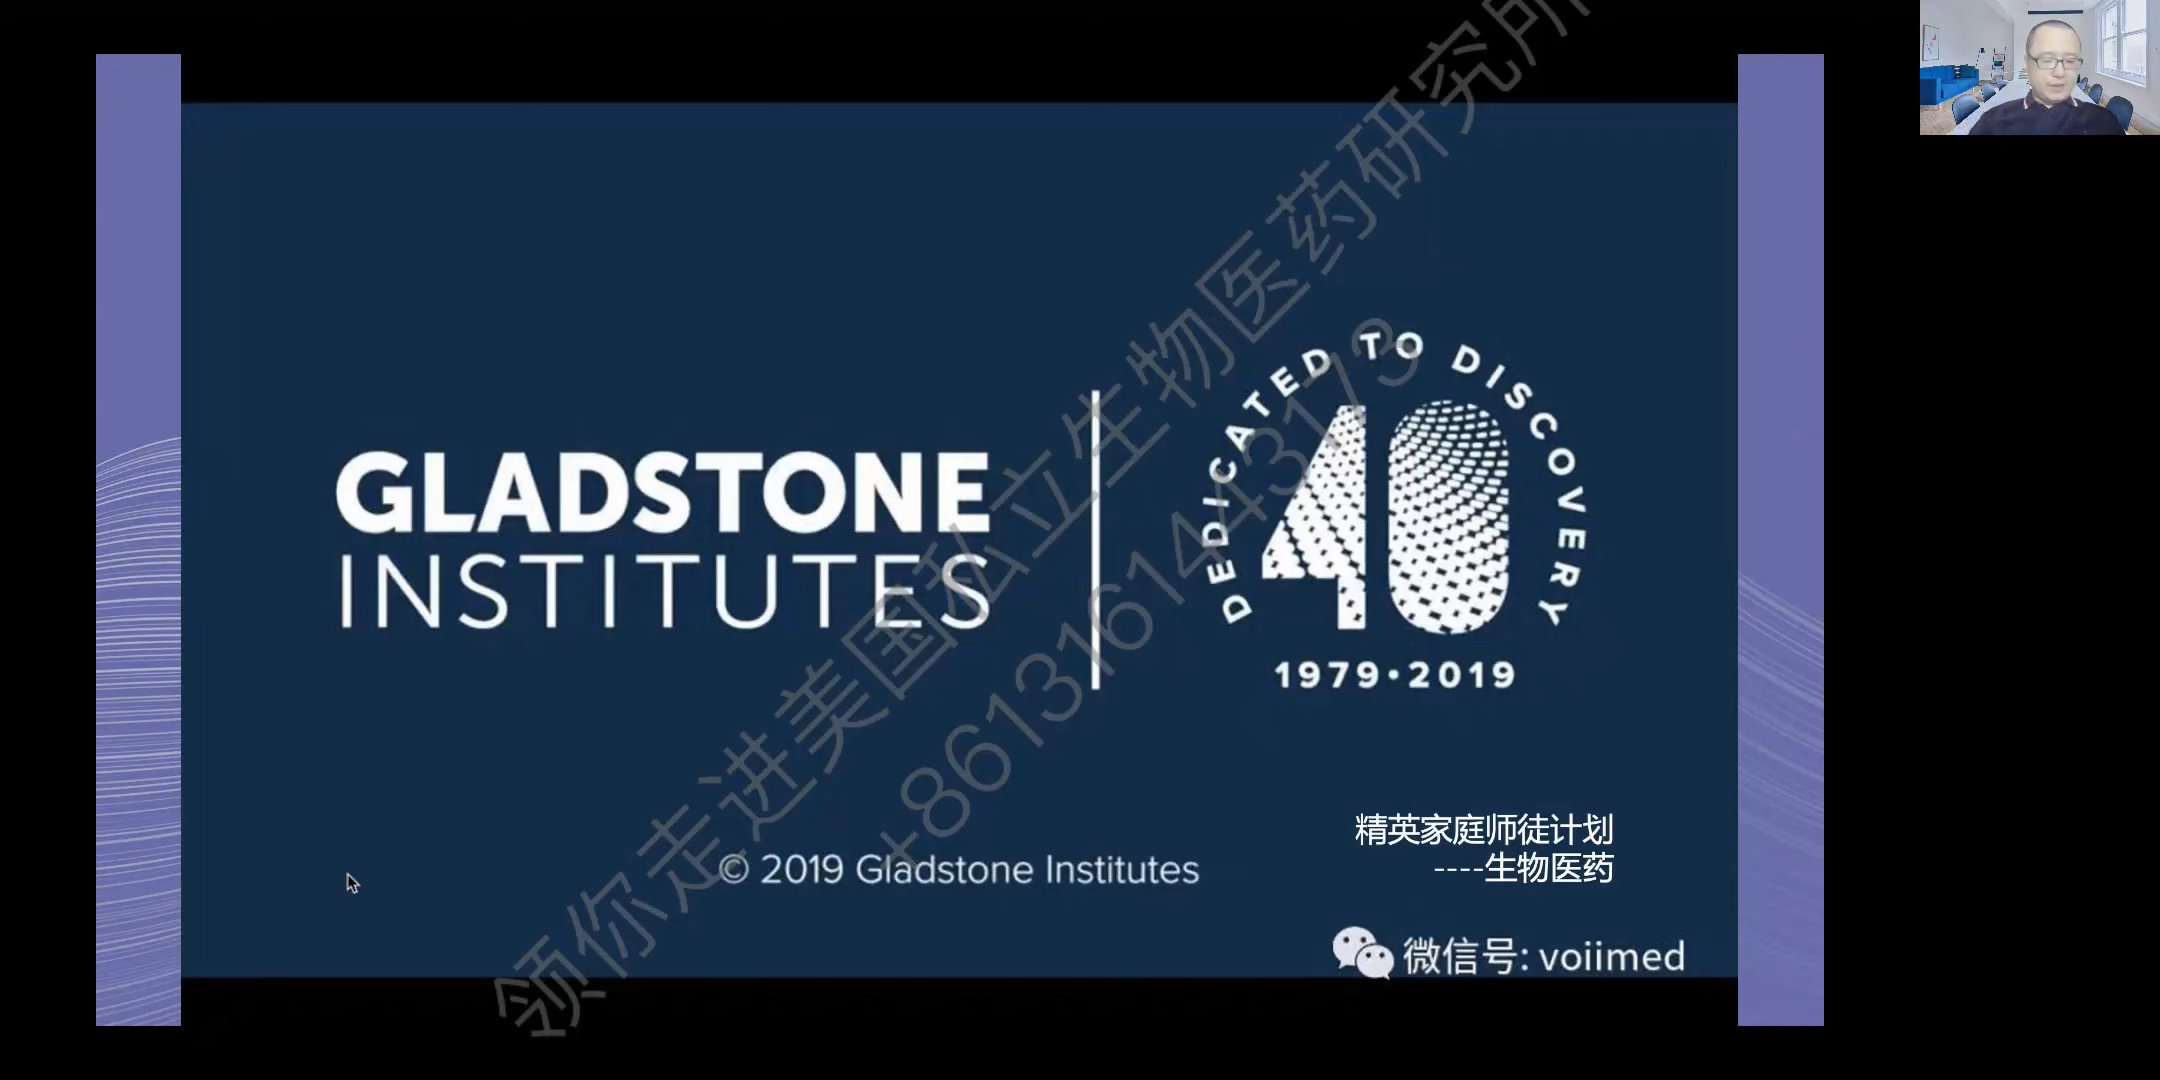 GLADSTONE
INSTITUTES
DEDICATED TO DISCOVERY
40
1979•2019
© 2019 Gladstone Institutes
精英家庭师徒计划
----生物医药
微信号: voiimed
领你走进美国私立生物医药研究所
+8613161443173